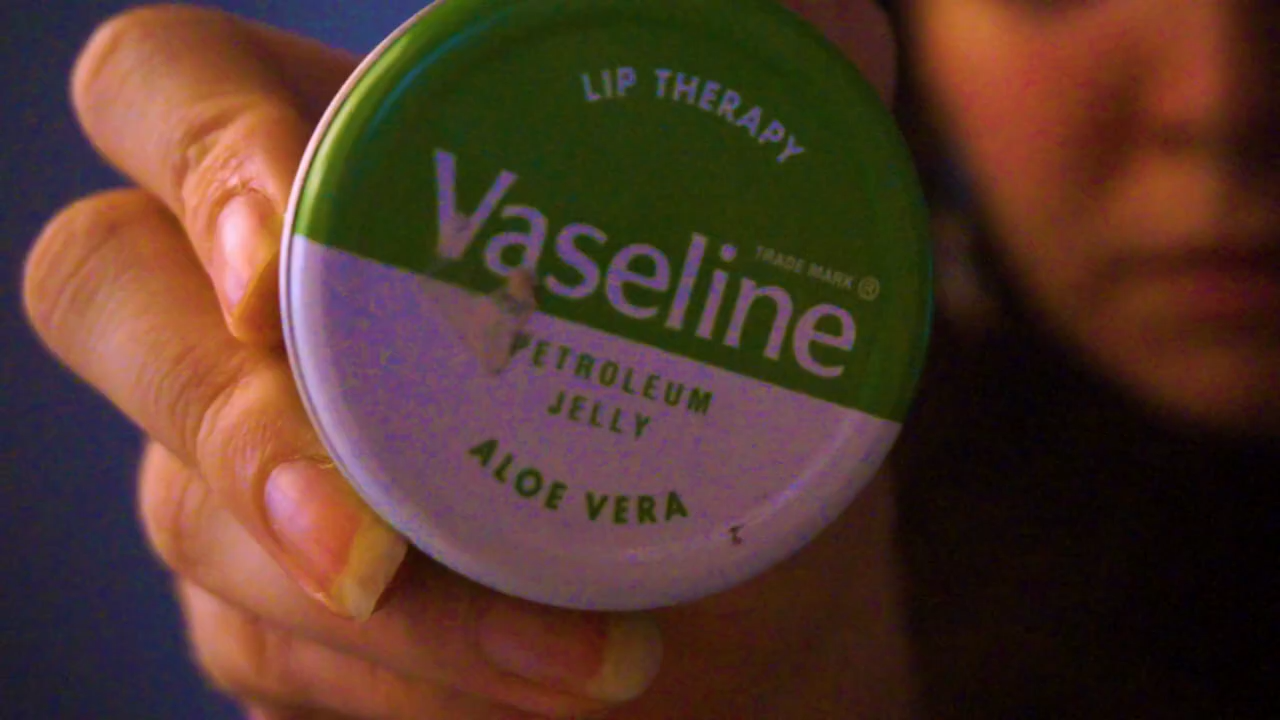 LIP THERAPY
Vaseline
TRADE MARK ®
PETROLEUM
JELLY
ALOE VERA